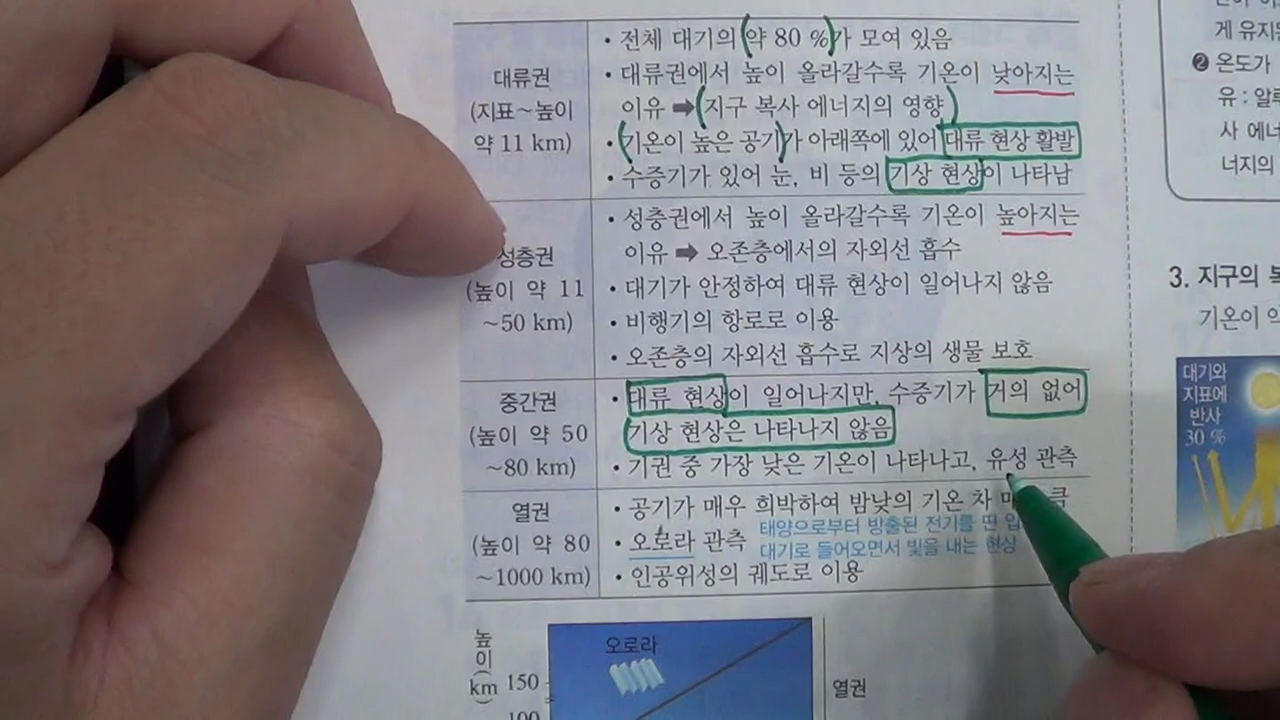 대류권
(지표~높이
약 11 km)
• 전체 대기의 (약 80 %)가 모여 있음
• 대류권에서 높이 올라갈수록 기온이 낮아지는
이유 ➡ (지구 복사 에너지의 영향)
• (기온이 높은 공기)가 아래쪽에 있어 대류 현상 활발
• 수증기가 있어 눈, 비 등의 기상 현상이 나타남
성층권
(높이 약 11
~50 km)
• 성층권에서 높이 올라갈수록 기온이 높아지는
이유 ➡ 오존층에서의 자외선 흡수
• 대기가 안정하여 대류 현상이 일어나지 않음
• 비행기의 항로로 이용
• 오존층의 자외선 흡수로 지상의 생물 보호
중간권
(높이 약 50
~80 km)
• 대류 현상이 일어나지만, 수증기가 거의 없어
기상 현상은 나타나지 않음
• 기권 중 가장 낮은 기온이 나타나고, 유성 관측
열권
(높이 약 80
~1000 km)
• 공기가 매우 희박하여 밤낮의 기온 차
• 오로라 관측
태양으로부터 방출된 전기를 띤
대기로 들어오면서 빛을 내는 현상
• 인공위성의 궤도로 이용
높이(km)
150
100
오로라
열권
게 유지
❷ 온도가
유 :
사
너지의
3. 지구의
기온이
대기와
지표에
반사
30 %